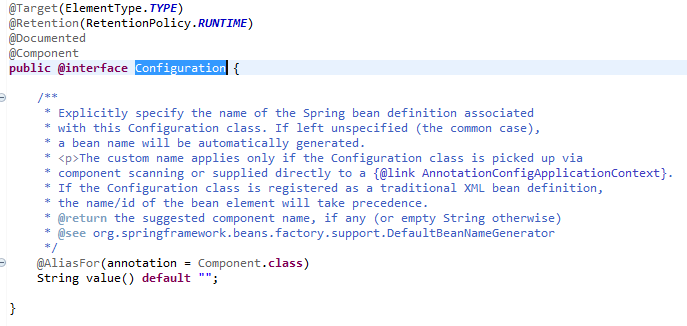 @Target(ElementType.TYPE)
@Retention(RetentionPolicy.RUNTIME)
@Documented
@Component
public @interface Configuration {
/**
* Explicitly specify the name of the Spring bean definition associated
* with this Configuration class. If left unspecified (the common case),
* a bean name will be automatically generated.
* <p>The custom name applies only if the Configuration class is picked up via
* component scanning or supplied directly to a {@link AnnotationConfigApplicationContext}.
* If the Configuration class is registered as a traditional XML bean definition,
* the name/id of the bean element will take precedence.
* @return the suggested component name, if any (or empty String otherwise)
* @see org.springframework.beans.factory.support.DefaultBeanNameGenerator
*/
@AliasFor(annotation = Component.class)
String value() default "";
}